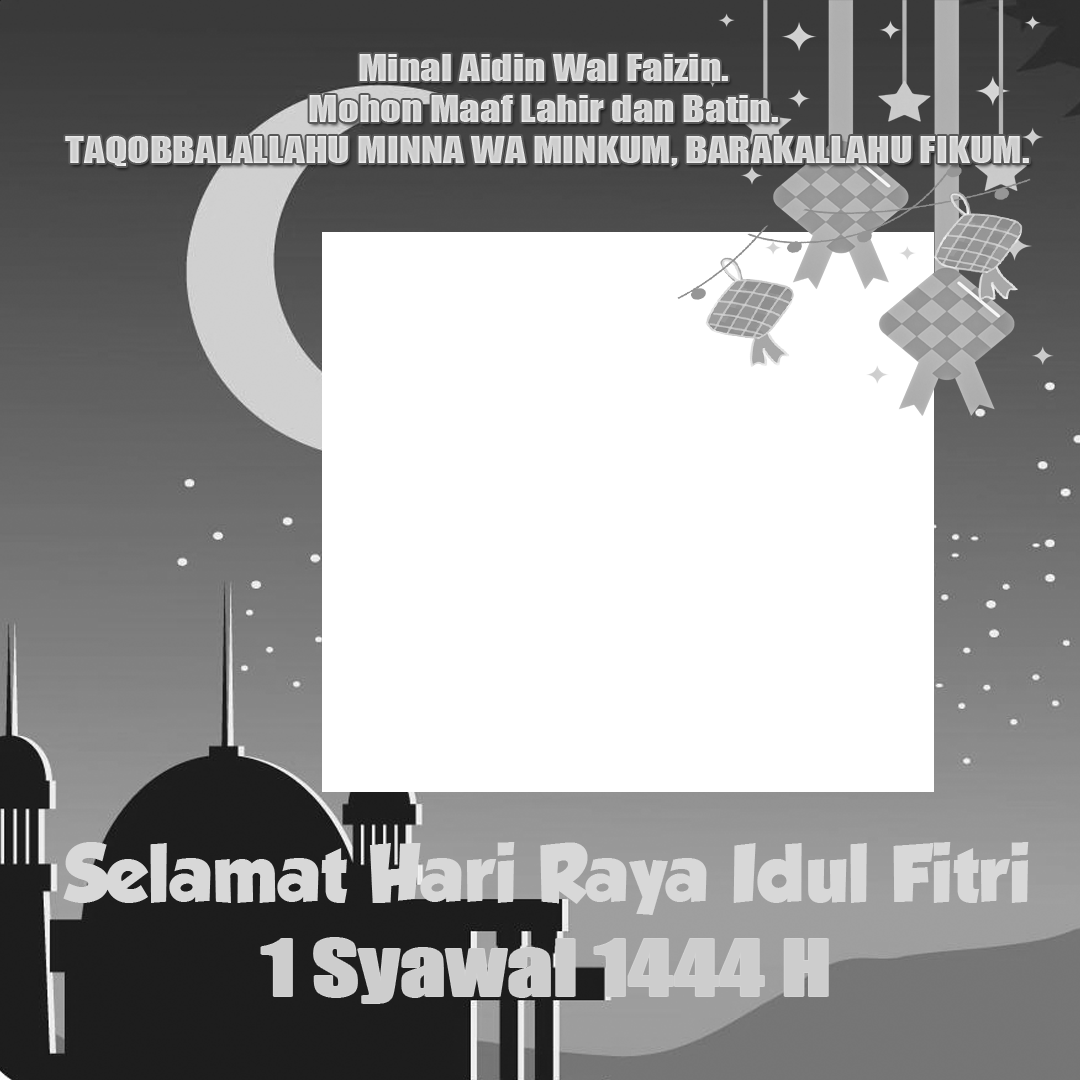 Minal Aidin Wal Faizin.
Mohon Maaf Lahir dan Batin.
TAQOBBALALLAHU MINNA WA MINKUM, BARAKALLAHU FIKUM.
Selamat Hari Raya Idul Fitri
1 Syawal 1444 H